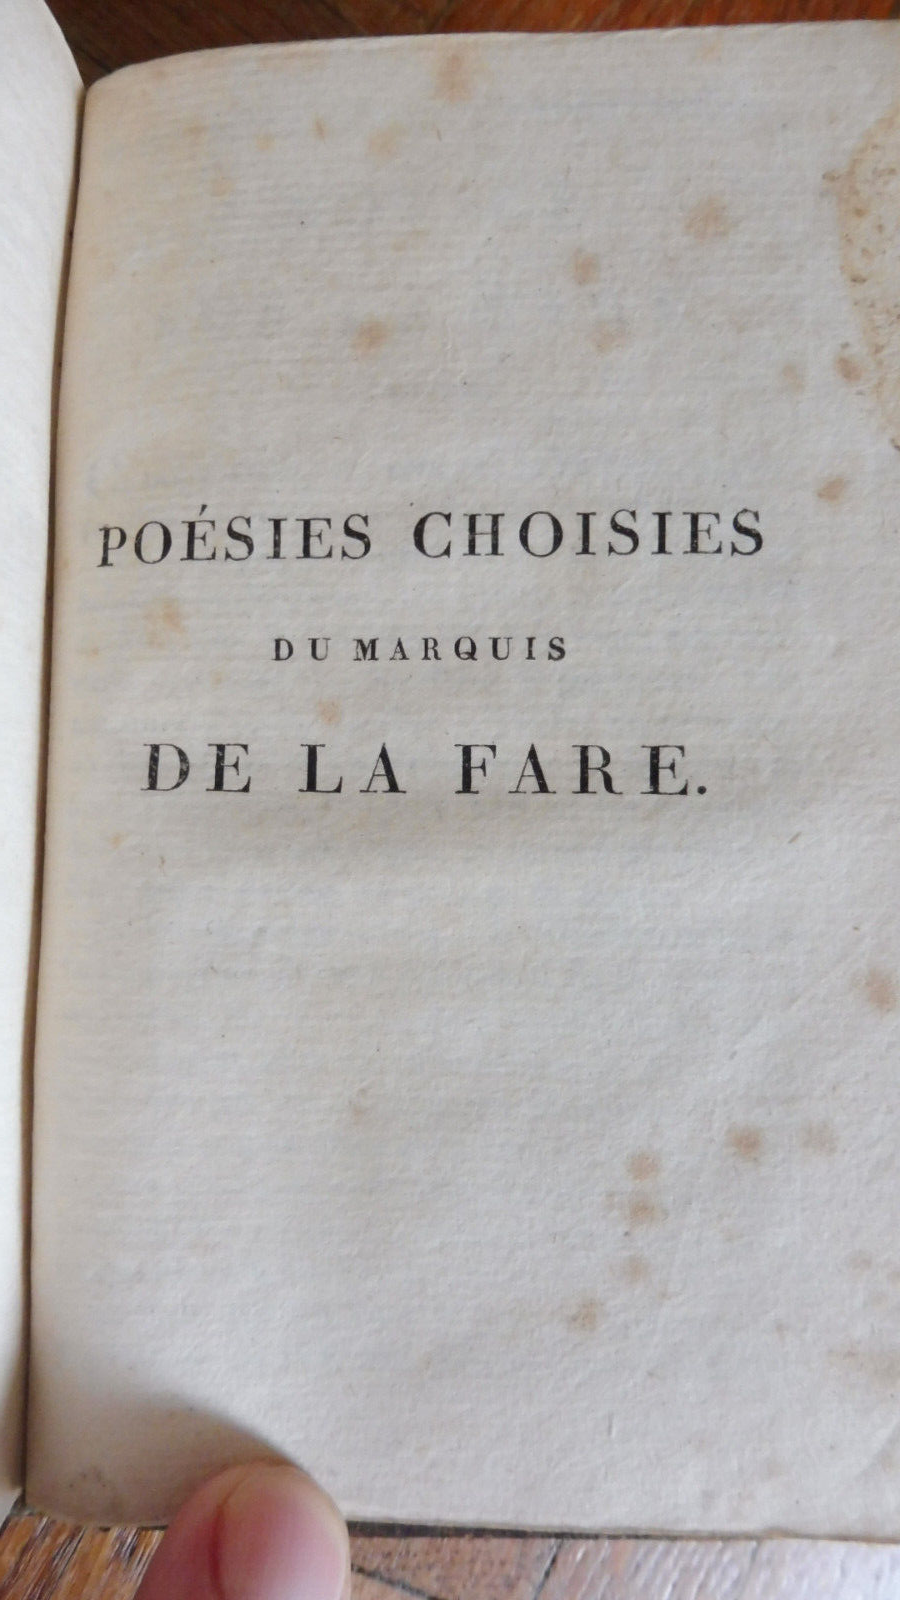 POÉSIES CHOISIES
DU MARQUIS
DE LA FARE.